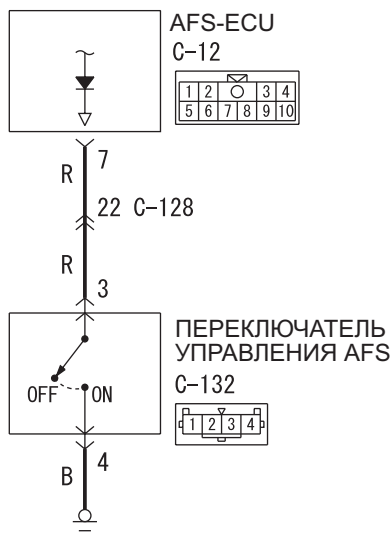 AFS-ECU
C-12
1 2 3 4
5 6 7 8 9 10
7
R
22 C-128
R
3
ПЕРЕКЛЮЧАТЕЛЬ
УПРАВЛЕНИЯ AFS
OFF ON
C-132
1 2 3 4
4
B